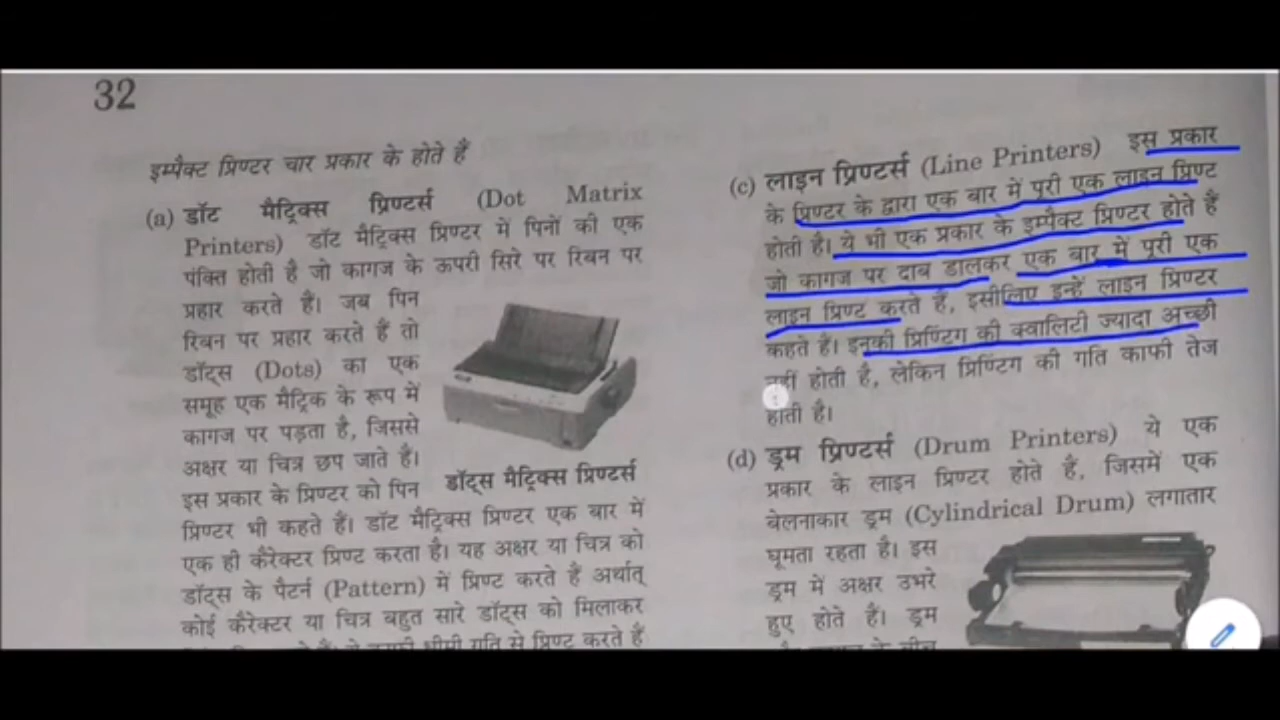 32
इम्पैक्ट प्रिण्टर चार प्रकार के होते हैं
(a) डॉट मैट्रिक्स प्रिण्टर्स (Dot Matrix
Printers) डॉट मैट्रिक्स प्रिण्टर में पिनों की एक
पंक्ति होती है जो कागज के ऊपरी सिरे पर रिबन पर
प्रहार करते हैं। जब पिन
रिबन पर प्रहार करते हैं तो
डॉट्स (Dots) का एक
समूह एक मैट्रिक के रूप में
कागज पर पड़ता है, जिससे
अक्षर या चित्र छप जाते हैं।
इस प्रकार के प्रिण्टर को पिन
डॉट्स मैट्रिक्स प्रिण्टर्स
प्रिण्टर भी कहते हैं। डॉट मैट्रिक्स प्रिण्टर एक बार में
एक ही कैरेक्टर प्रिण्ट करता है। यह अक्षर या चित्र को
डॉट्स के पैटर्न (Pattern) में प्रिण्ट करते हैं अर्थात्
कोई कैरेक्टर या चित्र बहुत सारे डॉट्स को मिलाकर
धीमी गति से प्रिण्ट करते हैं
(c) लाइन प्रिण्टर्स (Line Printers) इस प्रकार
के प्रिण्टर के द्वारा एक बार में पूरी एक लाइन प्रिण्ट
होती है। ये भी एक प्रकार के इम्पैक्ट प्रिण्टर होते हैं
जो कागज पर दाब डालकर एक बार में पूरी एक
लाइन प्रिण्ट करते हैं, इसीलिए इन्हें लाइन प्रिण्टर
कहते हैं। इनकी प्रिण्टिंग की क्वालिटी ज्यादा अच्छी
नहीं होती है, लेकिन प्रिण्टिंग की गति काफी तेज
होती है।
(d) ड्रम प्रिण्टर्स (Drum Printers) ये एक
प्रकार के लाइन प्रिण्टर होते हैं, जिसमें एक
बेलनाकार ड्रम (Cylindrical Drum) लगातार
घूमता रहता है। इस
ड्रम में अक्षर उभरे
हुए होते हैं। ड्रम